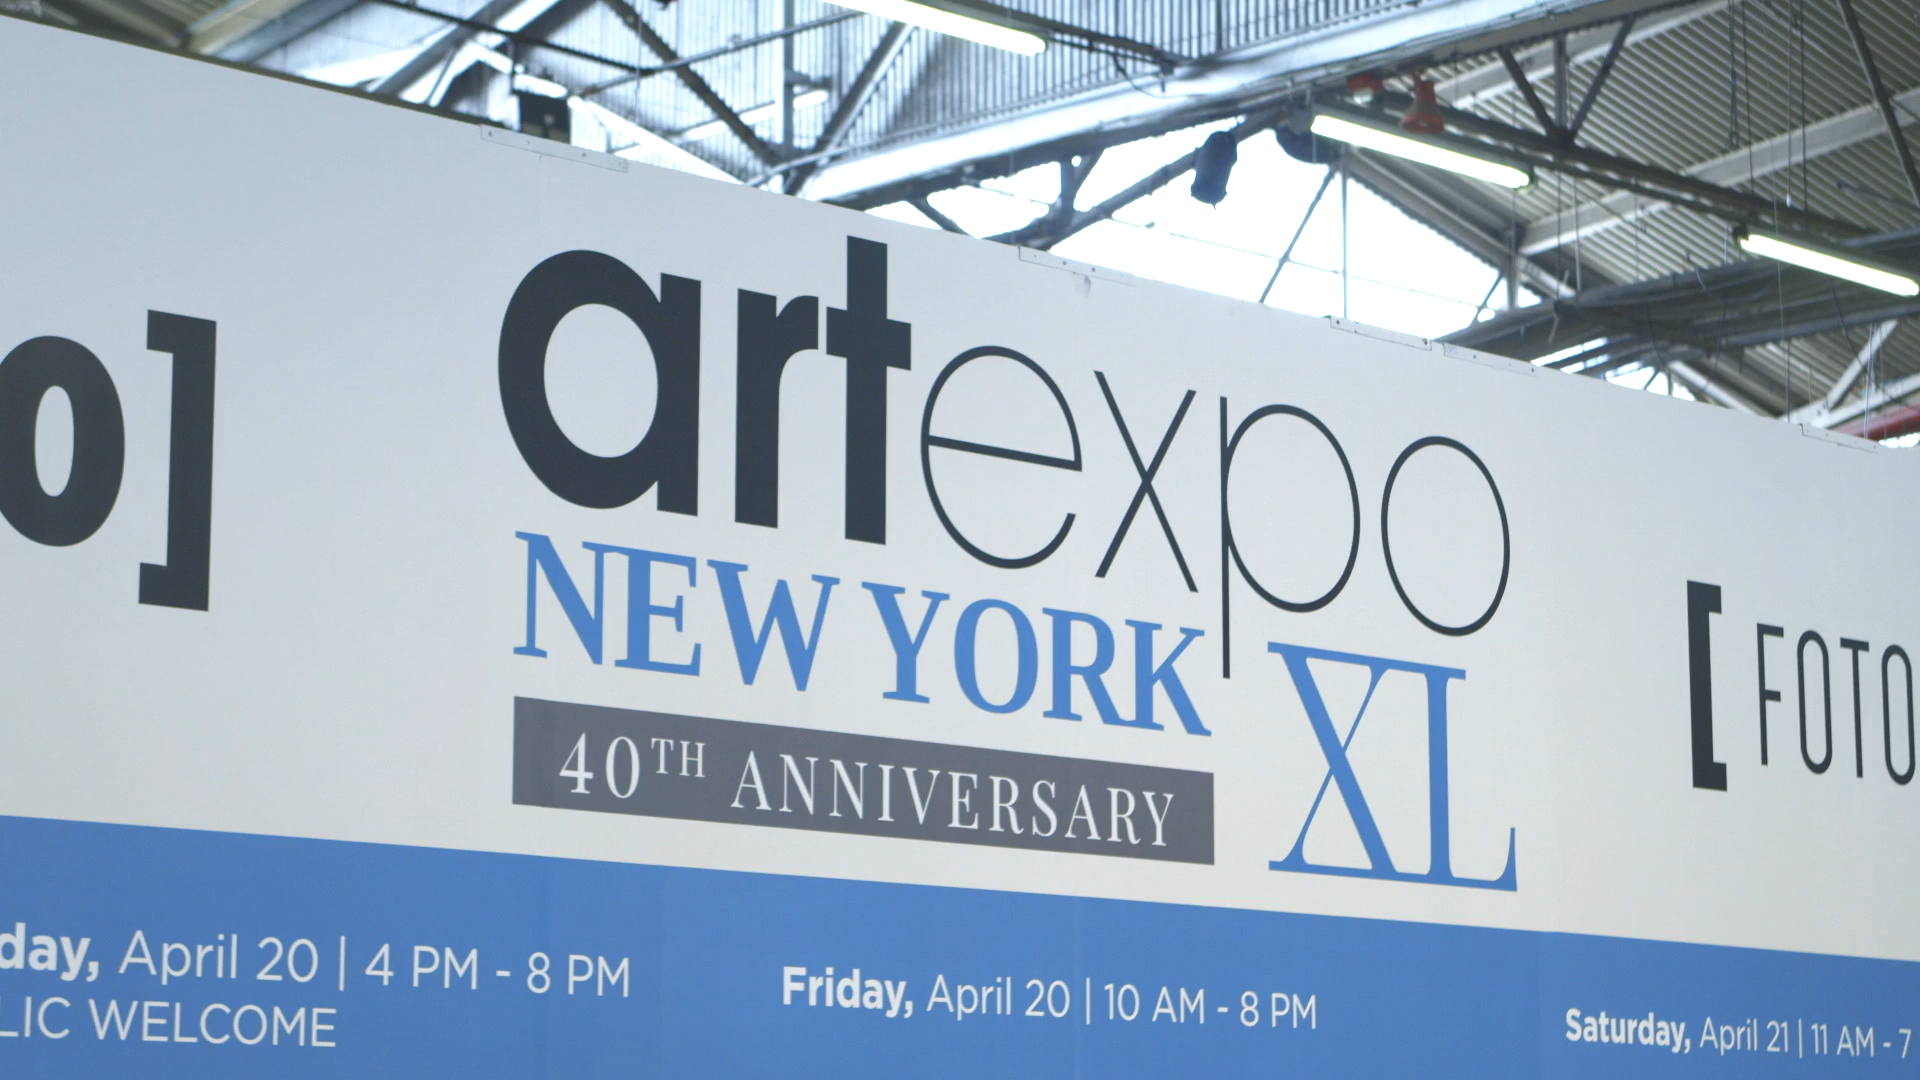 o]
artexpo
NEW YORK
XL
40TH ANNIVERSARY
[ FOTO
day, April 20 | 4 PM - 8 PM
LIC WELCOME
Friday, April 20 | 10 AM - 8 PM
Saturday, April 21 | 11 AM - 7